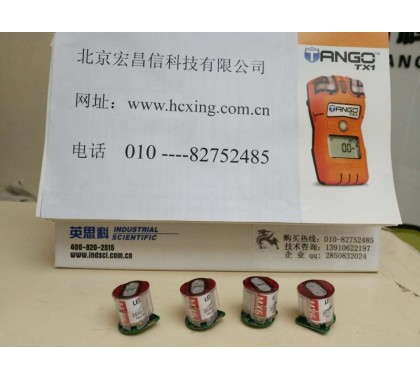 TANGO
TX1
北京宏昌信科技有限公司
网址：www.hcxing.com.cn
电话 010 ----82752485
TANGO
英思科 INDUSTRIAL SCIENTIFIC
400-820-2515
www.indsci.com
购买热线：010-82752485
技术咨询：13910622197
企业 qq：2850832024